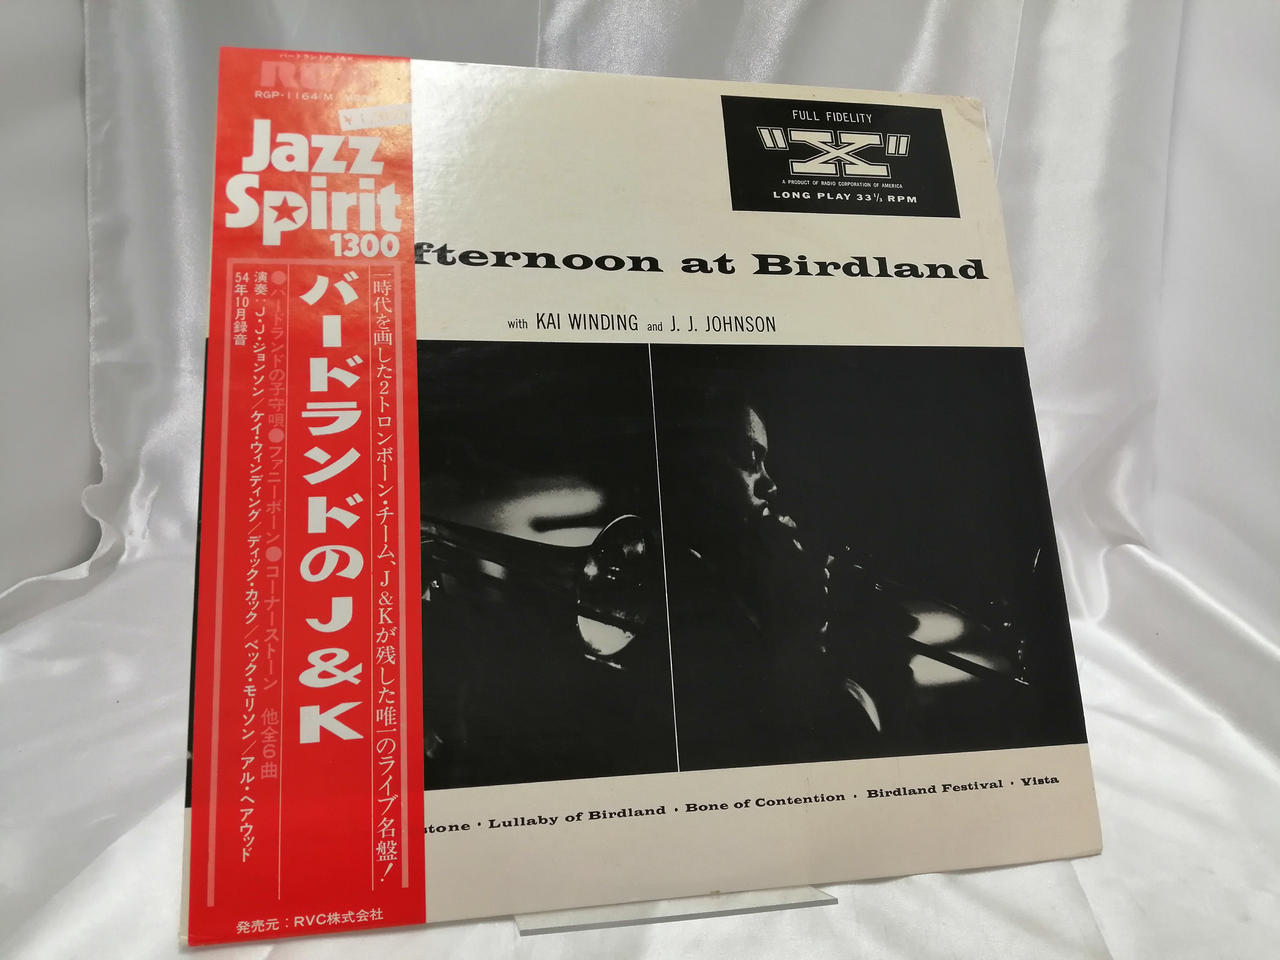 バードランドのJ&K
RGP-1164(M)
Jazz
Spirit
1300
一時代を画した2トロンボーン・チーム、J&Kが残した唯一のライブ名盤!
バードランドのJ&K
●バードランドの子守唄●ファニーボーン●コーナーストーン 他全6曲
演奏:J・J・ジョンソン/ケイ・ウィンディング/ディック・カッツ/ペック・モリソン/アル・ヘアウッド
54年10月録音
発売元:RVC株式会社
FULL FIDELITY
"X"
A PRODUCT OF RADIO CORPORATION OF AMERICA
LONG PLAY 33 1/3 RPM
fternoon at Birdland
with KAI WINDING and J. J. JOHNSON
stone · Lullaby of Birdland · Bone of Contention · Birdland Festival · Vista